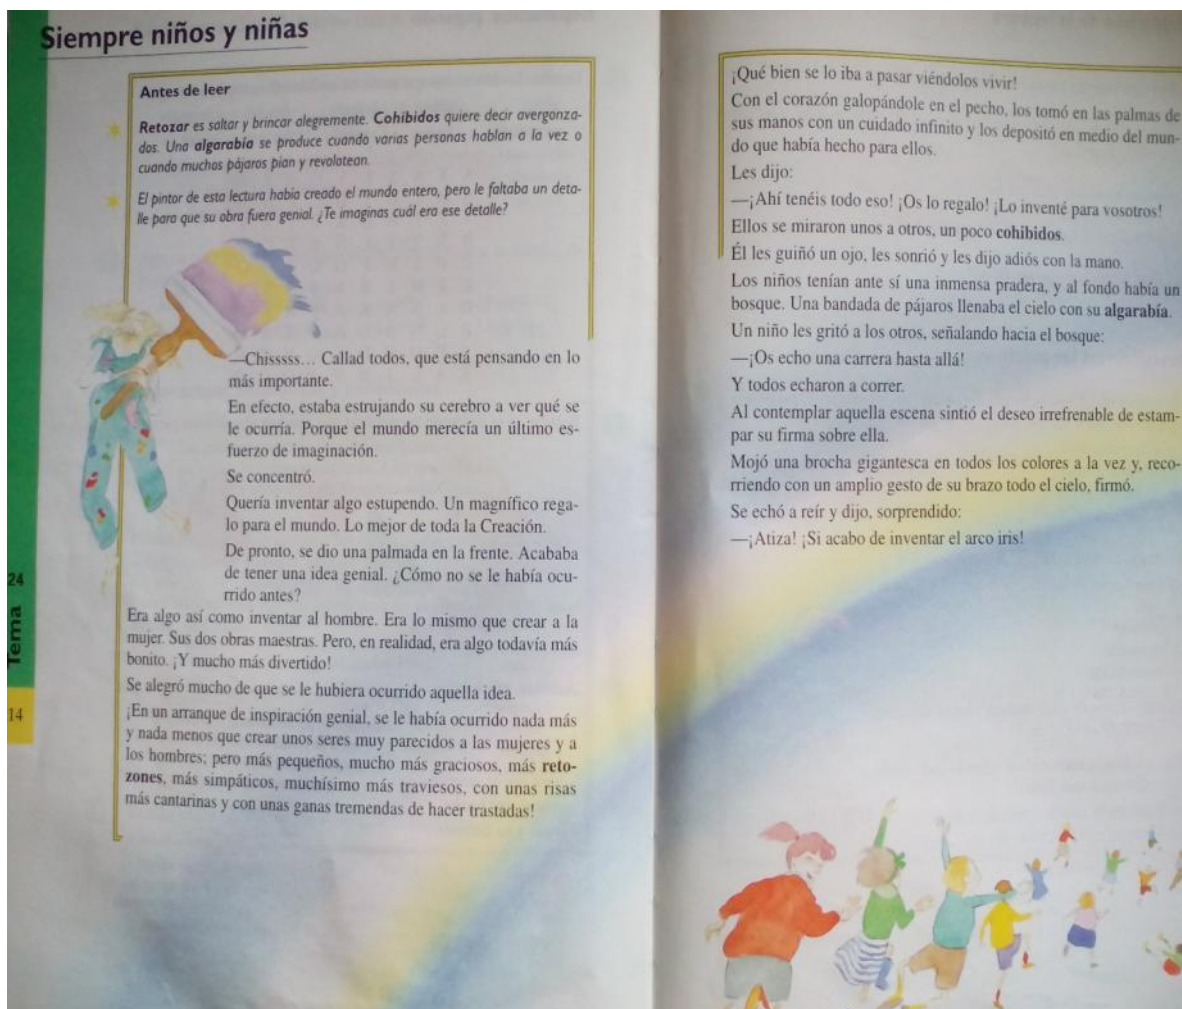 Siempre niños y niñas
Antes de leer
Retozar es saltar y brincar alegremente. Cohibidos quiere decir avergonza-
dos. Una algarabía se produce cuando varias personas hablan a la vez o
cuando muchos pájaros pían y revolotean.
El pintor de esta lectura había creado el mundo entero, pero le faltaba un deta-
lle para que su obra fuera genial. ¿Te imaginas cuál era ese detalle?
—Chisssss... Callad todos, que está pensando en lo
más importante.
En efecto, estaba estrujando su cerebro a ver qué se
le ocurría. Porque el mundo merecía un último es-
fuerzo de imaginación.
Se concentró.
Quería inventar algo estupendo. Un magnífico rega-
lo para el mundo. Lo mejor de toda la Creación.
De pronto, se dio una palmada en la frente. Acababa
de tener una idea genial. ¿Cómo no se le había ocu-
rrido antes?
Era algo así como inventar al hombre. Era lo mismo que crear a la
mujer. Sus dos obras maestras. Pero, en realidad, era algo todavía más
bonito. ¡Y mucho más divertido!
Se alegró mucho de que se le hubiera ocurrido aquella idea.
¡En un arranque de inspiración genial, se le había ocurrido nada más
y nada menos que crear unos seres muy parecidos a las mujeres y a
los hombres; pero más pequeños, mucho más graciosos, más reto-
zones, más simpáticos, muchísimo más traviesos, con unas risas
más cantarinas y con unas ganas tremendas de hacer trastadas!
24
Tema
14
¡Qué bien se lo iba a pasar viéndolos vivir!
Con el corazón galopándole en el pecho, los tomó en las palmas de
sus manos con un cuidado infinito y los depositó en medio del mun-
do que había hecho para ellos.
Les dijo:
—¡Ahí tenéis todo eso! ¡Os lo regalo! ¡Lo inventé para vosotros!
Ellos se miraron unos a otros, un poco cohibidos.
Él les guiñó un ojo, les sonrió y les dijo adiós con la mano.
Los niños tenían ante sí una inmensa pradera, y al fondo había un
bosque. Una bandada de pájaros llenaba el cielo con su algarabía.
Un niño les gritó a los otros, señalando hacia el bosque:
—¡Os echo una carrera hasta allá!
Y todos echaron a correr.
Al contemplar aquella escena sintió el deseo irrefrenable de estam-
par su firma sobre ella.
Mojó una brocha gigantesca en todos los colores a la vez y, reco-
rriendo con un amplio gesto de su brazo todo el cielo, firmó.
Se echó a reír y dijo, sorprendido:
—¡Atiza! ¡Si acabo de inventar el arco iris!